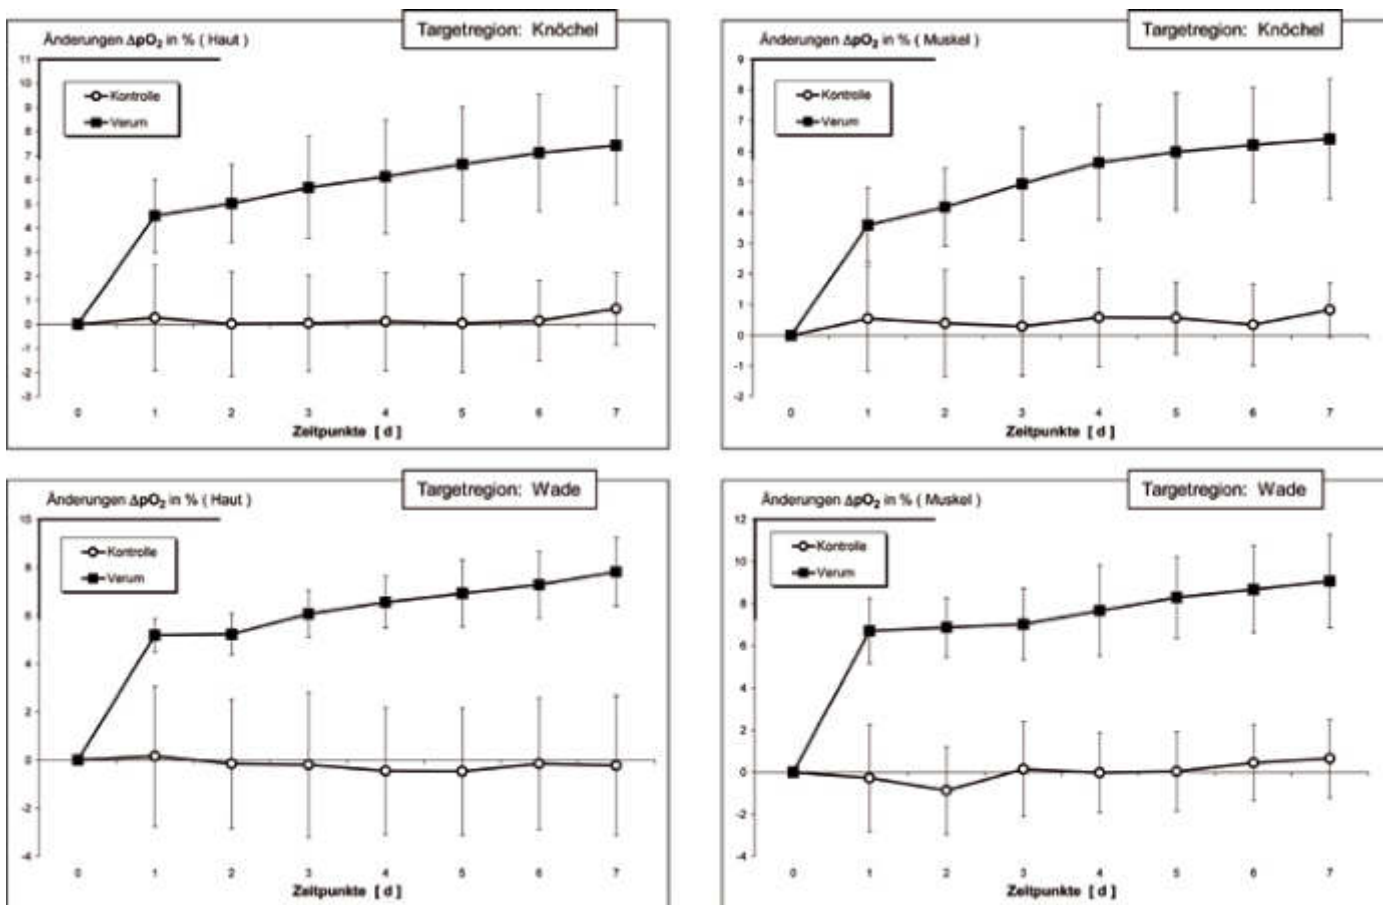 Targetregion: Knöchel
Änderungen ΔpO₂ in % ( Haut )
11
10
9
8
7
6
5
4
3
2
1
0
-1
-2
-3
Kontrolle
Verum
0 1 2 3 4 5 6 7
Zeitpunkte [ d ]
Targetregion: Knöchel
Änderungen ΔpO₂ in % ( Muskel )
9
8
7
6
5
4
3
2
1
0
-1
-2
Kontrolle
Verum
0 1 2 3 4 5 6 7
Zeitpunkte [ d ]
Targetregion: Wade
Änderungen ΔpO₂ in % ( Haut )
10
8
6
4
2
0
-2
-4
Kontrolle
Verum
0 1 2 3 4 5 6 7
Zeitpunkte [ d ]
Targetregion: Wade
Änderungen ΔpO₂ in % ( Muskel )
12
10
8
6
4
2
0
-2
-4
Kontrolle
Verum
0 1 2 3 4 5 6 7
Zeitpunkte [ d ]